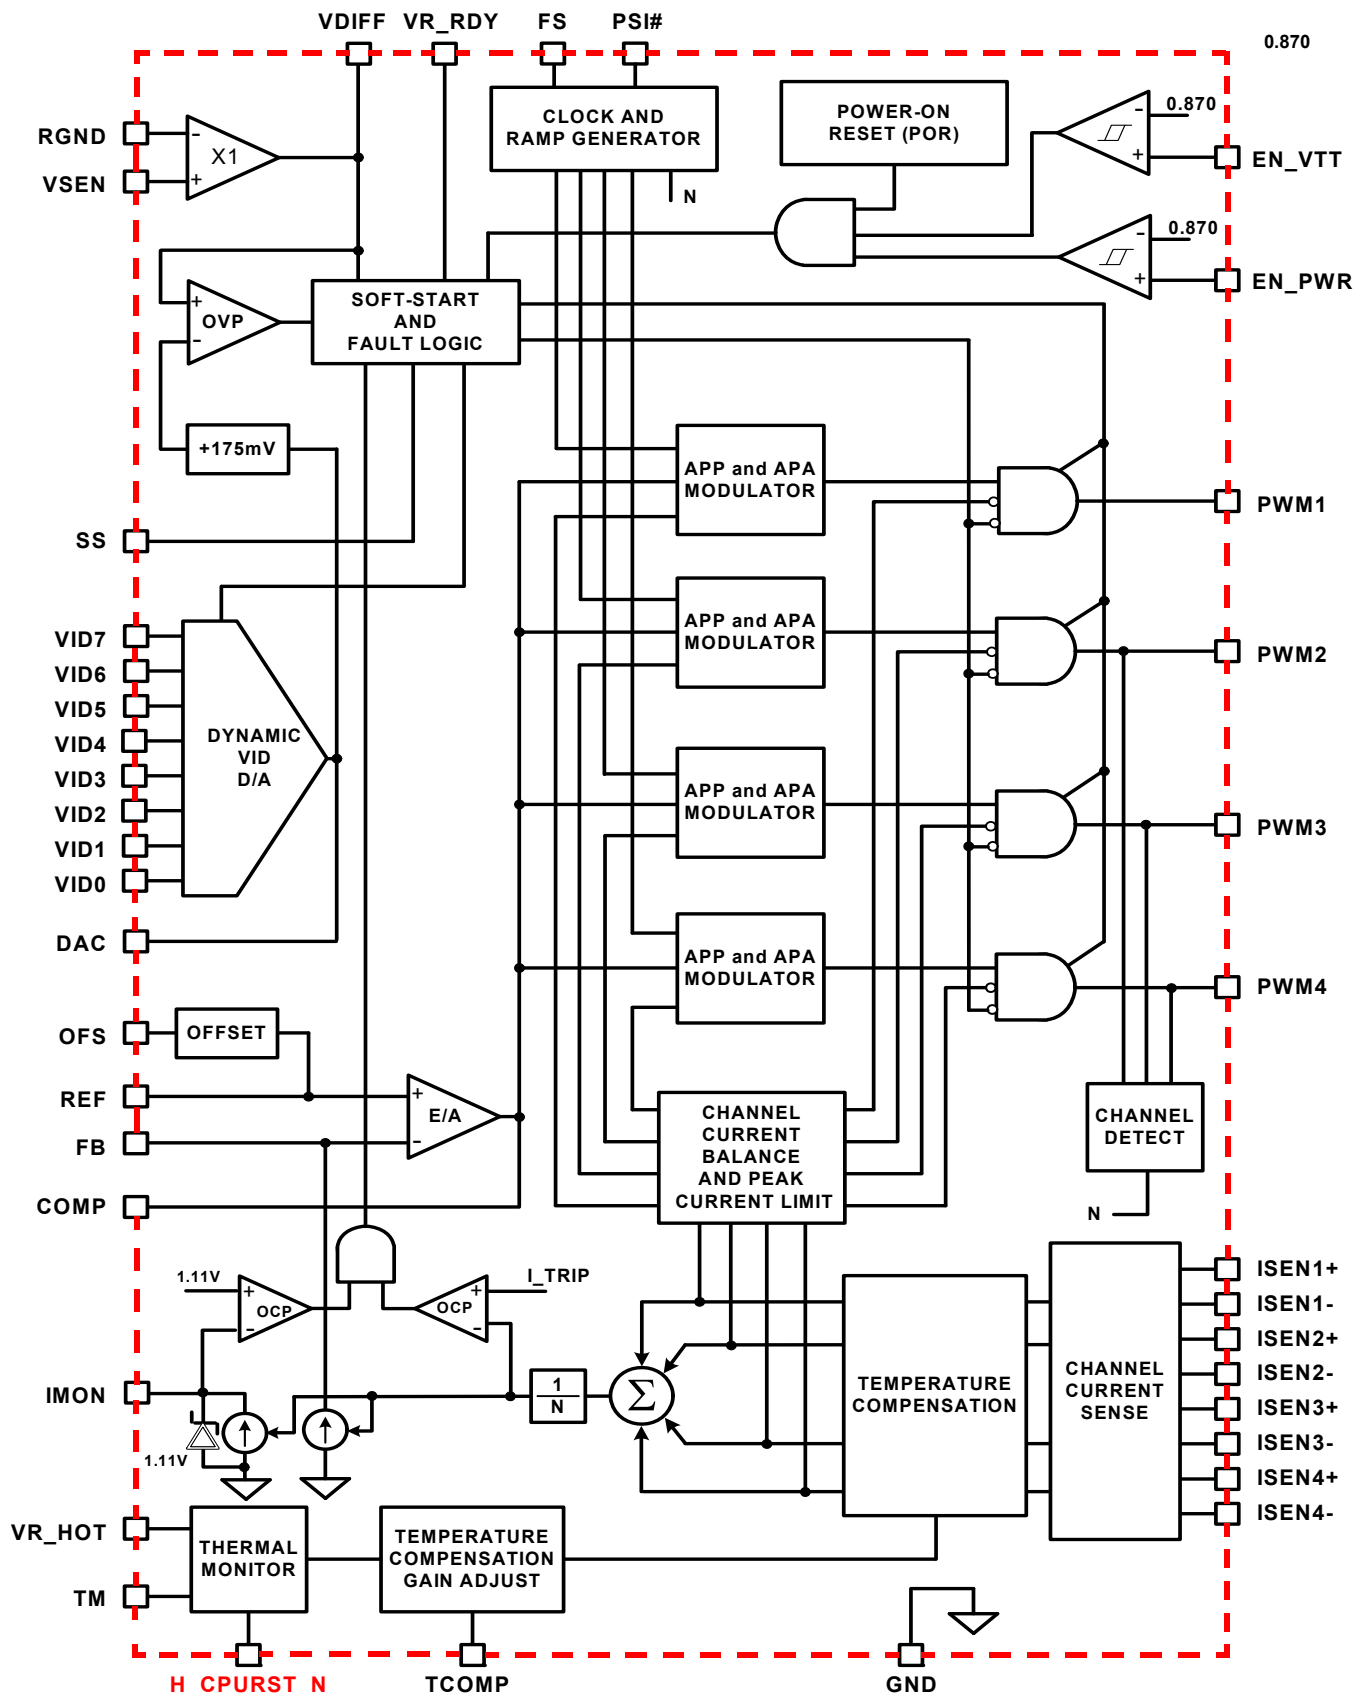 VDIFF VR_RDY FS PSI#
0.870
RGND
VSEN
-
+
X1
CLOCK AND
RAMP GENERATOR
N
POWER-ON
RESET (POR)
-
0.870
+
EN_VTT
-
0.870
+
EN_PWR
+
OVP
-
SOFT-START
AND
FAULT LOGIC
+175mV
SS
VID7
VID6
VID5
VID4
VID3
VID2
VID1
VID0
DYNAMIC
VID
D/A
DAC
APP and APA
MODULATOR
PWM1
APP and APA
MODULATOR
PWM2
APP and APA
MODULATOR
PWM3
APP and APA
MODULATOR
PWM4
OFS
OFFSET
REF
FB
+
E/A
-
COMP
CHANNEL
CURRENT
BALANCE
AND PEAK
CURRENT LIMIT
CHANNEL
DETECT
N
1.11V
+
OCP
-
I_TRIP
+
OCP
-
IMON
1.11V
1
N
Σ
TEMPERATURE
COMPENSATION
CHANNEL
CURRENT
SENSE
ISEN1+
ISEN1-
ISEN2+
ISEN2-
ISEN3+
ISEN3-
ISEN4+
ISEN4-
VR_HOT
TM
THERMAL
MONITOR
TEMPERATURE
COMPENSATION
GAIN ADJUST
H_CPURST_N
TCOMP
GND